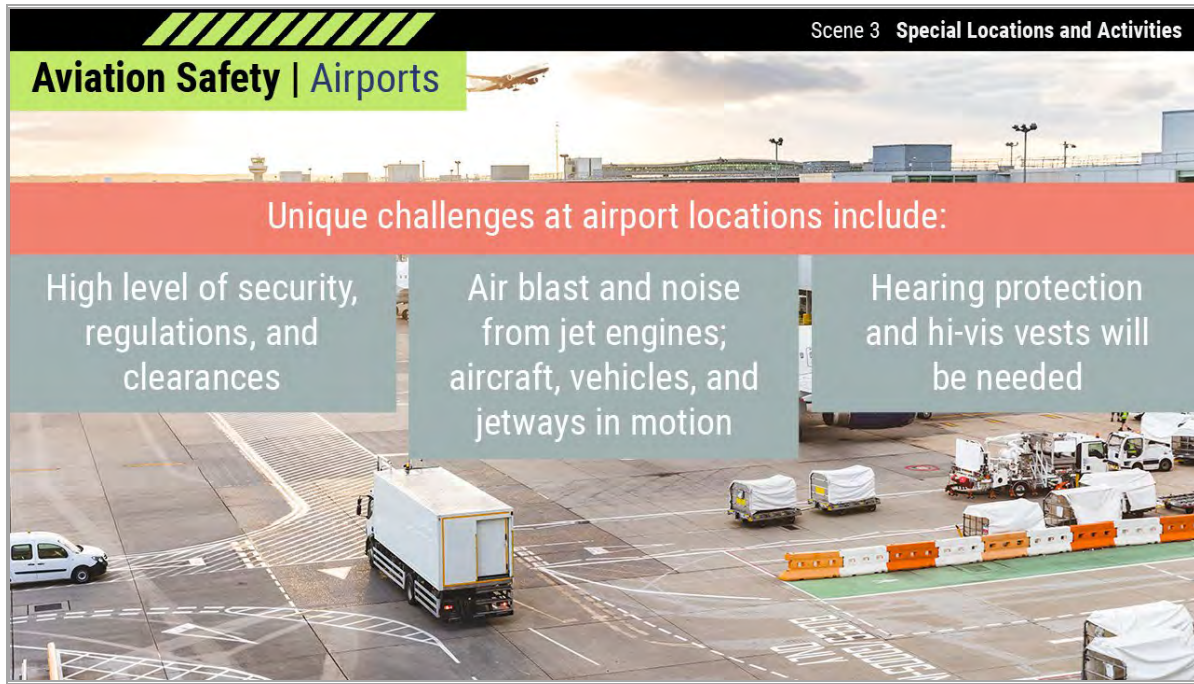 Scene 3 Special Locations and Activities
Aviation Safety | Airports
Unique challenges at airport locations include:
High level of security,
regulations, and
clearances
Air blast and noise
from jet engines;
aircraft, vehicles, and
jetways in motion
Hearing protection
and hi-vis vests will
be needed
ONLY